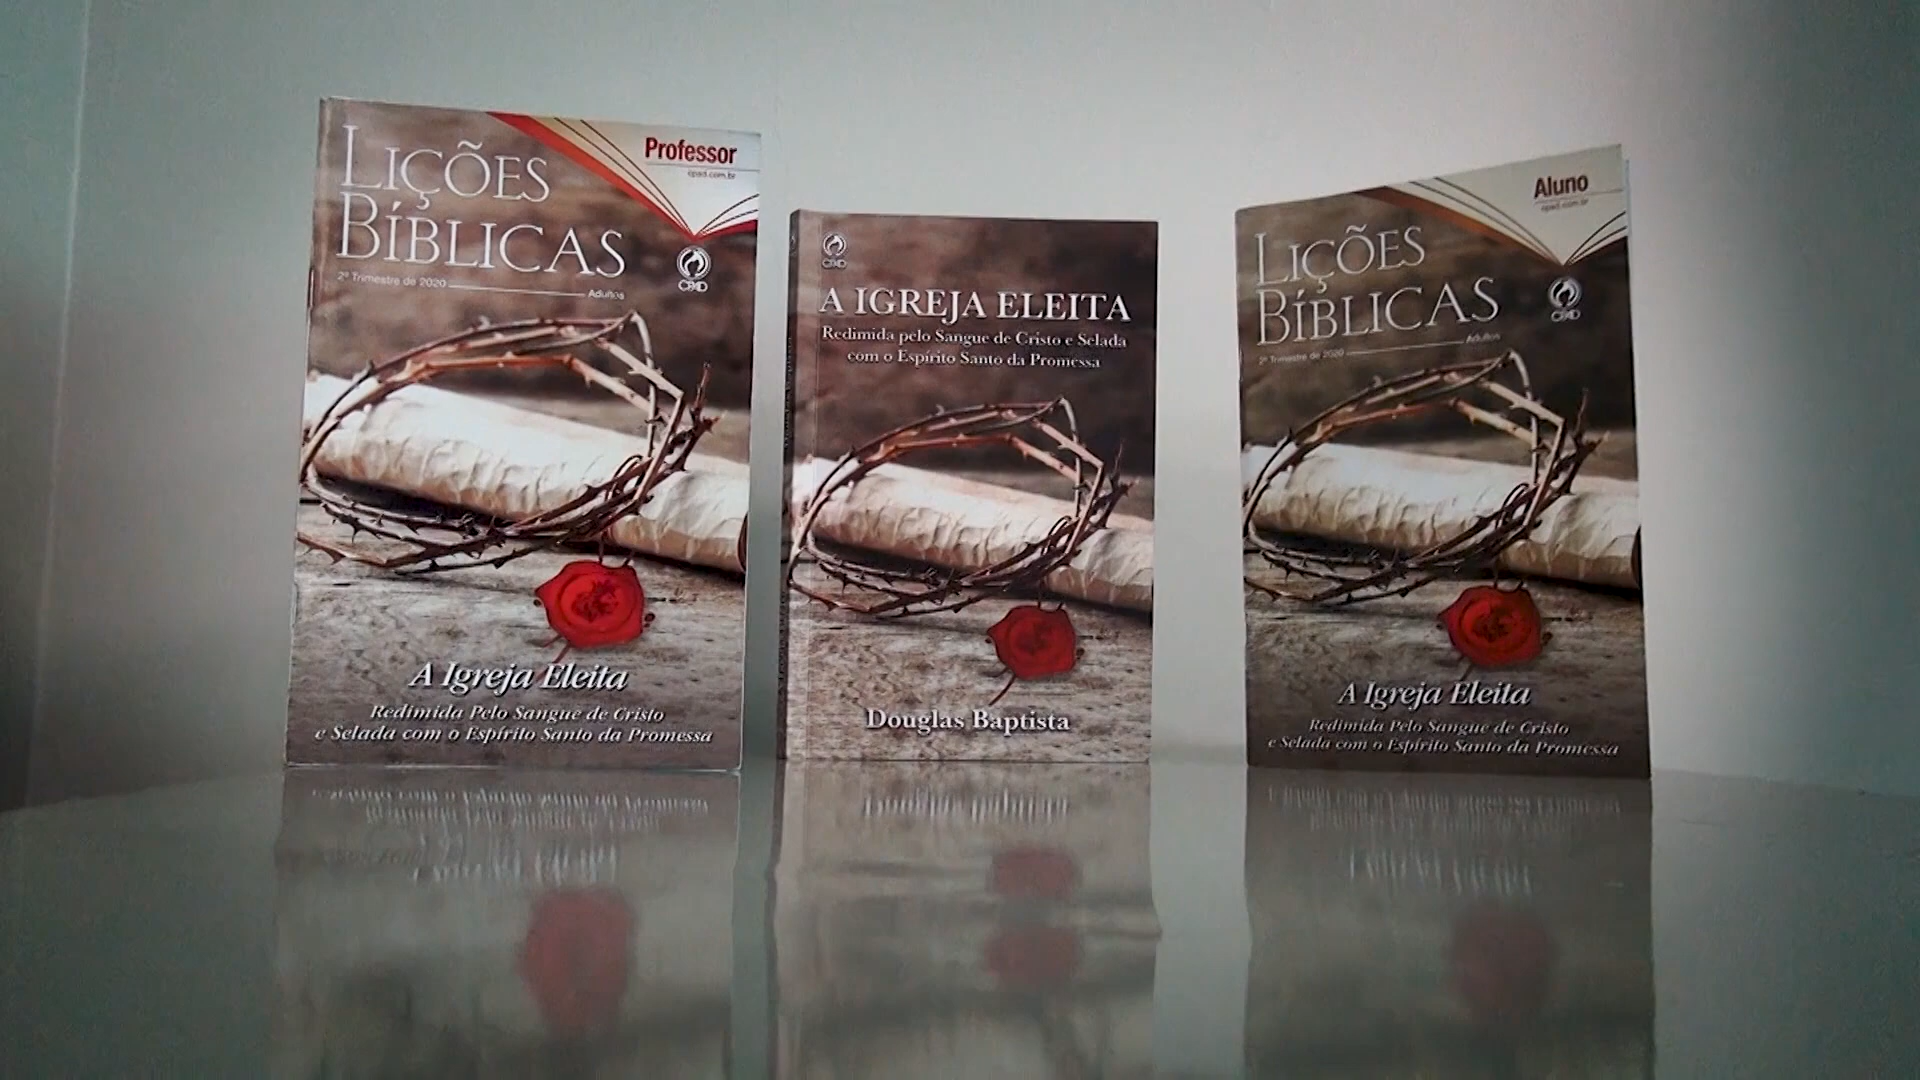 LIÇÕES
BÍBLICAS
2º Trimestre de 2020
Adultos
Professor
cpad.com.br
CPAD
A Igreja Eleita
Redimida Pelo Sangue de Cristo
e Selada com o Espírito Santo da Promessa
CPAD
A IGREJA ELEITA
Redimida pelo Sangue de Cristo e Selada
com o Espírito Santo da Promessa
Douglas Baptista
LIÇÕES
BÍBLICAS
2º Trimestre de 2020
Adultos
Aluno
cpad.com.br
CPAD
A Igreja Eleita
Redimida Pelo Sangue de Cristo
e Selada com o Espírito Santo da Promessa